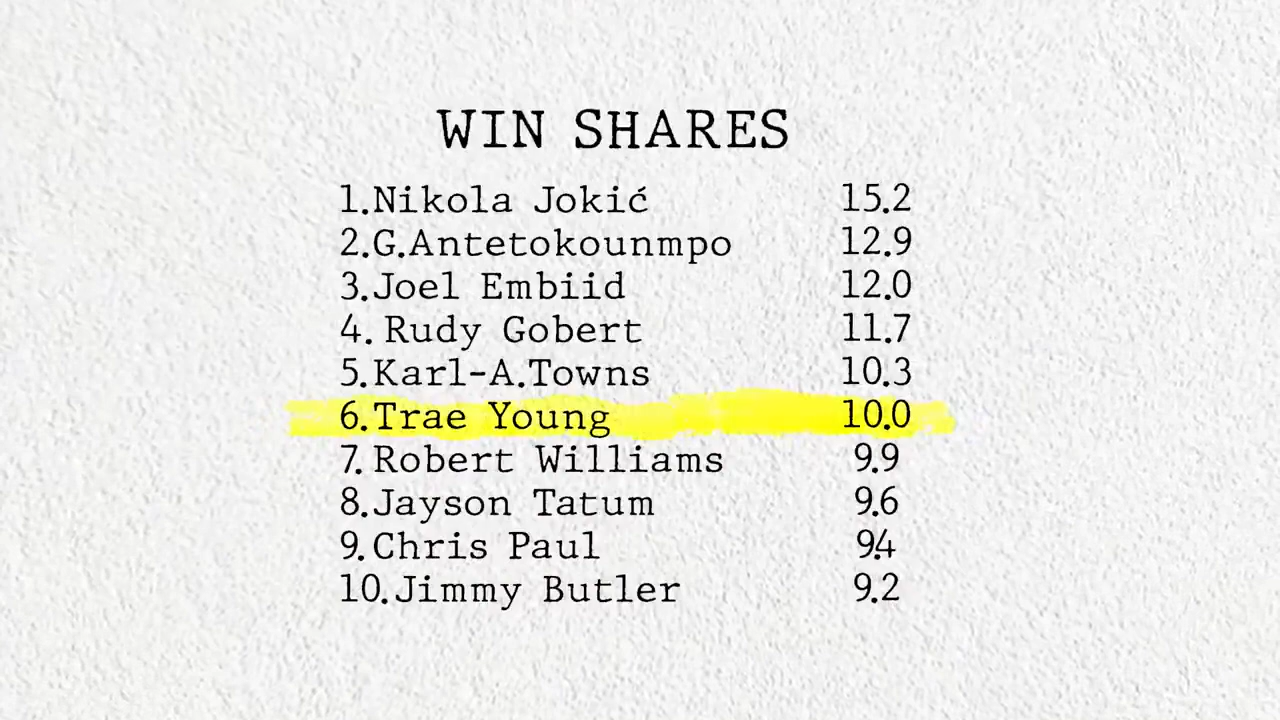 WIN SHARES
1.Nikola Jokić 15.2
2.G.Antetokounmpo 12.9
3.Joel Embiid 12.0
4. Rudy Gobert 11.7
5.Karl-A.Towns 10.3
6.Trae Young 10.0
7. Robert Williams 9.9
8.Jayson Tatum 9.6
9.Chris Paul 9.4
10.Jimmy Butler 9.2